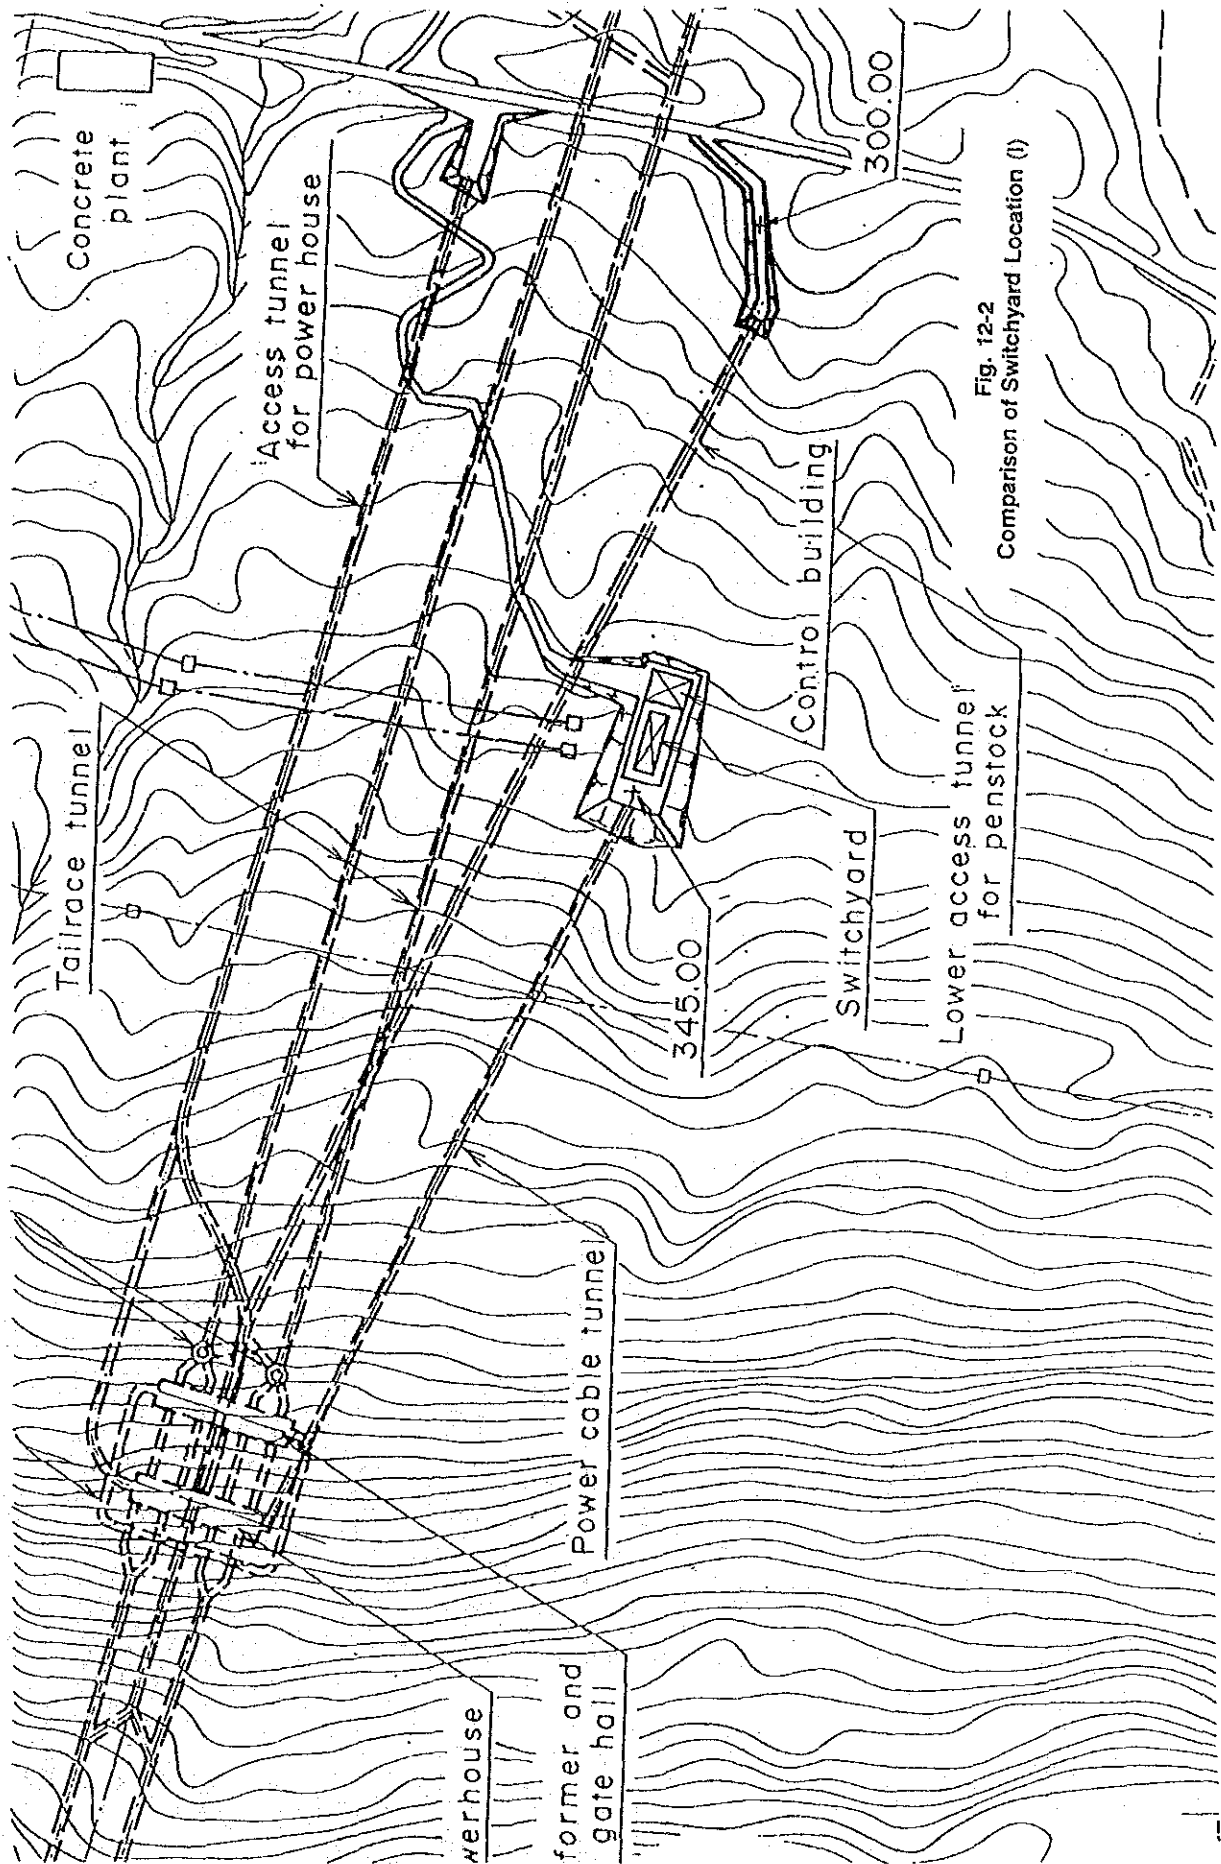 Concrete
plant
Access tunnel
for power house
Tailrace tunnel
300.00
Control building
Lower access tunnel
for penstock
Switchyard
345.00
Power cable tunnel
werhouse
former and
gate hall
Fig. 12-2
Comparison of Switchyard Location (I)